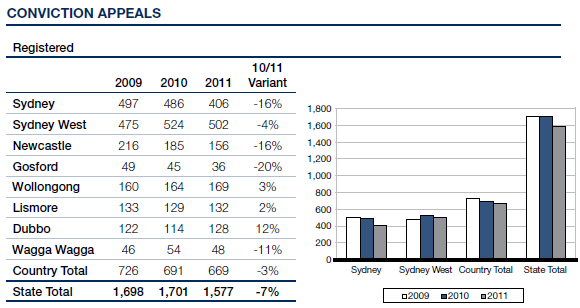 CONVICTION APPEALS
Registered
10/11
2009 2010 2011 Variant
Sydney 497 486 406 -16%
Sydney West 475 524 502 -4%
Newcastle 216 185 156 -16%
Gosford 49 45 36 -20%
Wollongong 160 164 169 3%
Lismore 133 129 132 2%
Dubbo 122 114 128 12%
Wagga Wagga 46 54 48 -11%
Country Total 726 691 669 -3%
State Total 1,698 1,701 1,577 -7%
1,800
1,600
1,400
1,200
1,000
800
600
400
200
0
Sydney Sydney West Country Total State Total
2009 2010 2011